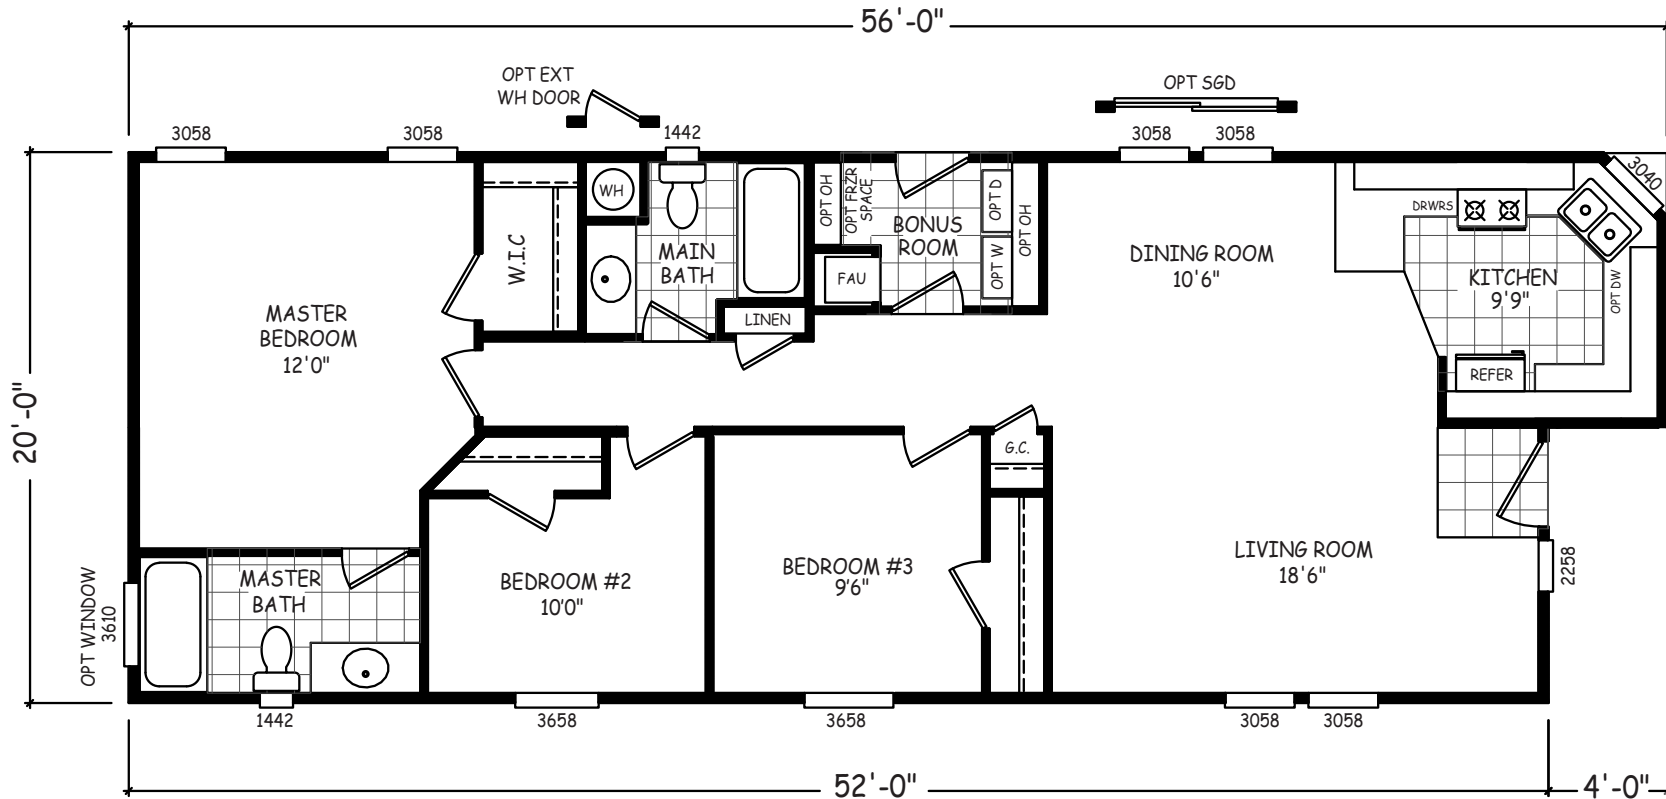 56'-0"
OPT EXT
WH DOOR
OPT SGD
3058
3058
1442
3058
3058
3040
20'-0"
WH
W.I.C
MAIN
BATH
LINEN
OPT OH
OPT FRZR
SPACE
BONUS
ROOM
FAU
OPT D
OPT W
OPT OH
DINING ROOM
10'6"
DRWRS
KITCHEN
9'9"
OPT DW
REFER
MASTER
BEDROOM
12'0"
G.C.
MASTER
BATH
BEDROOM #2
10'0"
BEDROOM #3
9'6"
LIVING ROOM
18'6"
2258
OPT WINDOW
3610
1442
3658
3658
3058
3058
52'-0"
4'-0"